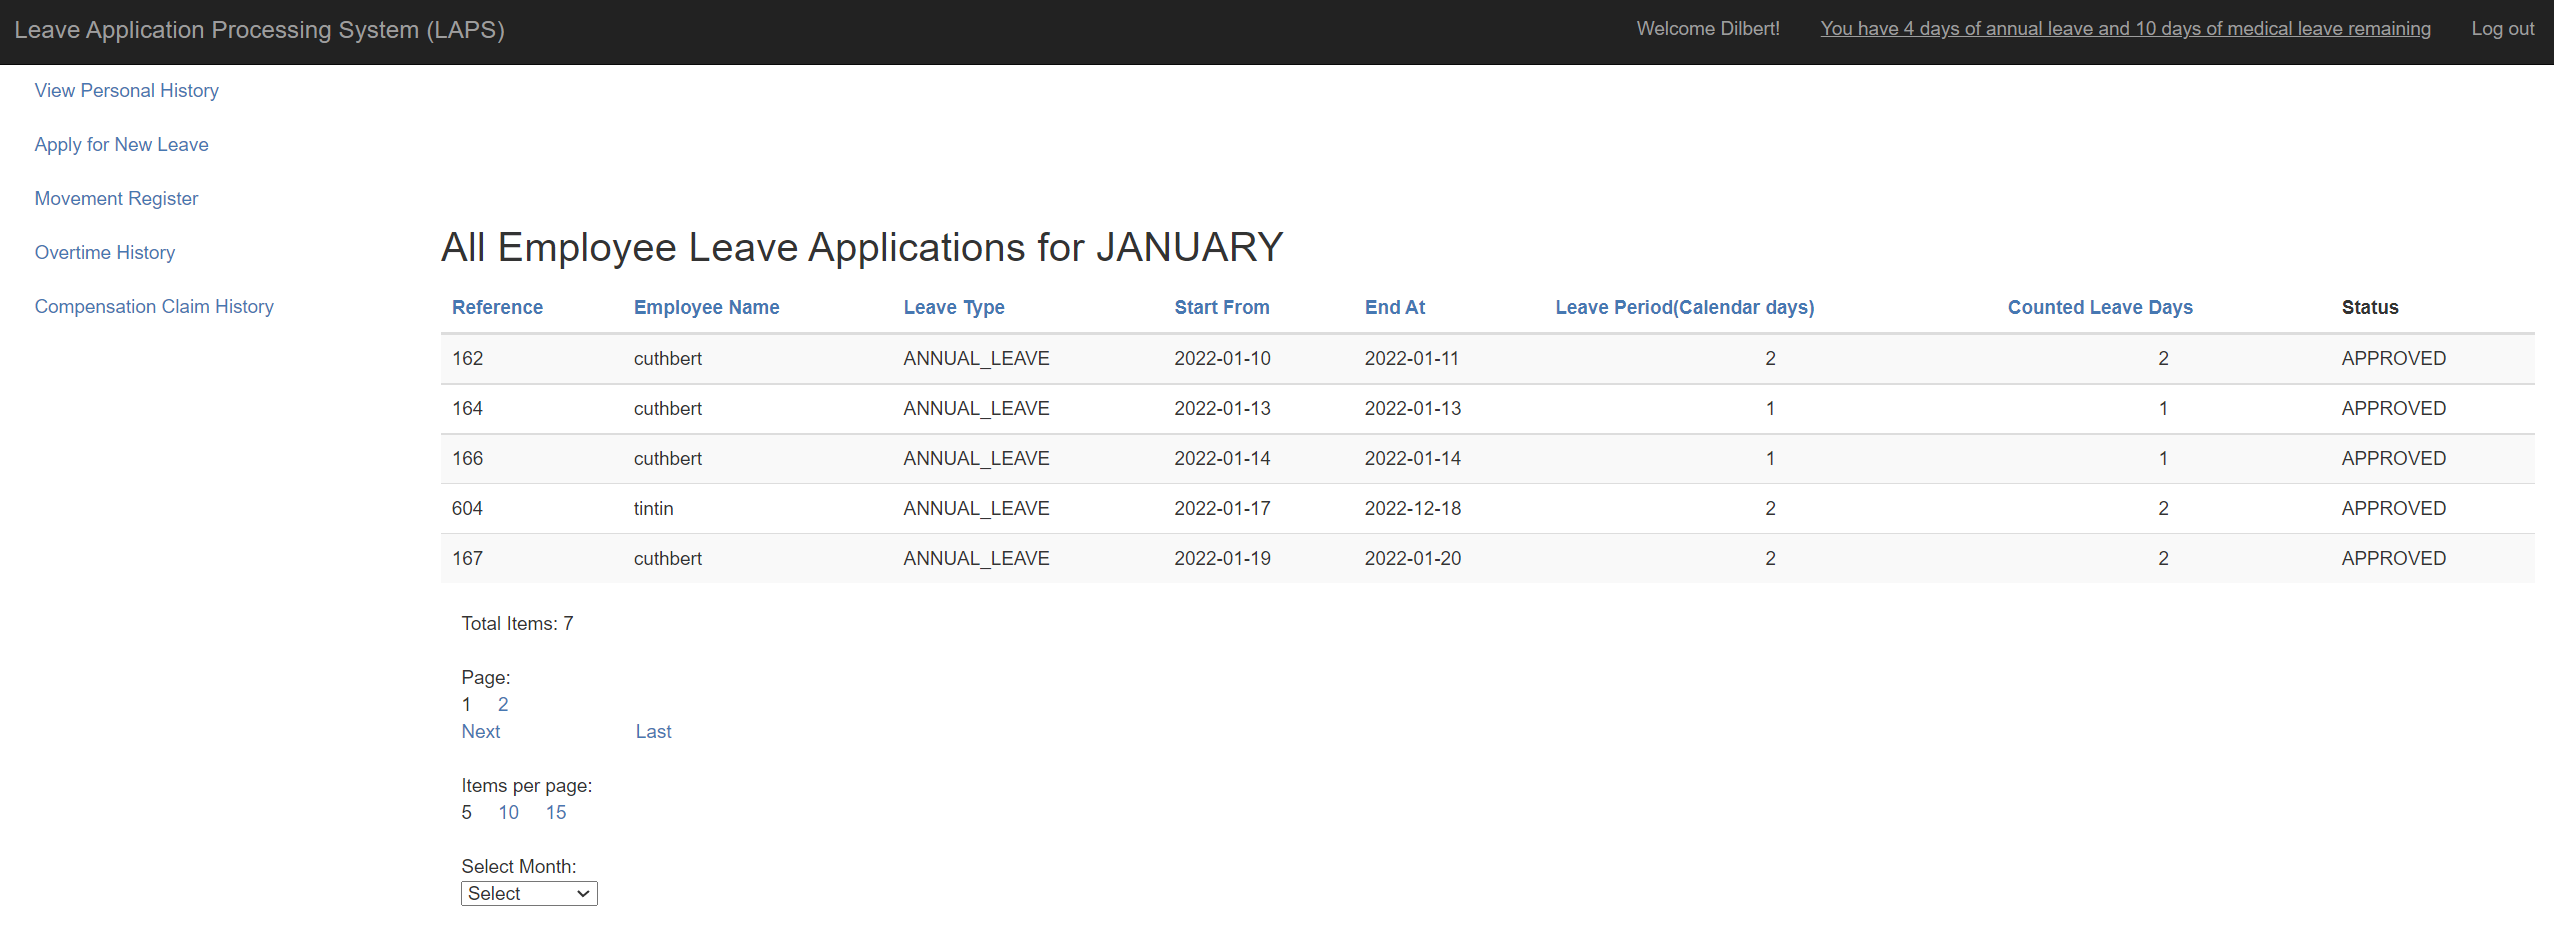 Leave Application Processing System (LAPS) Welcome Dilbert! You have 4 days of annual leave and 10 days of medical leave remaining Log out
View Personal History
Apply for New Leave
Movement Register
Overtime History
Compensation Claim History
All Employee Leave Applications for JANUARY
Reference Employee Name Leave Type Start From End At Leave Period(Calendar days) Counted Leave Days Status
162 cuthbert ANNUAL_LEAVE 2022-01-10 2022-01-11 2 2 APPROVED
164 cuthbert ANNUAL_LEAVE 2022-01-13 2022-01-13 1 1 APPROVED
166 cuthbert ANNUAL_LEAVE 2022-01-14 2022-01-14 1 1 APPROVED
604 tintin ANNUAL_LEAVE 2022-01-17 2022-12-18 2 2 APPROVED
167 cuthbert ANNUAL_LEAVE 2022-01-19 2022-01-20 2 2 APPROVED
Total Items: 7
Page:
1 2
Next Last
Items per page:
5 10 15
Select Month:
Select